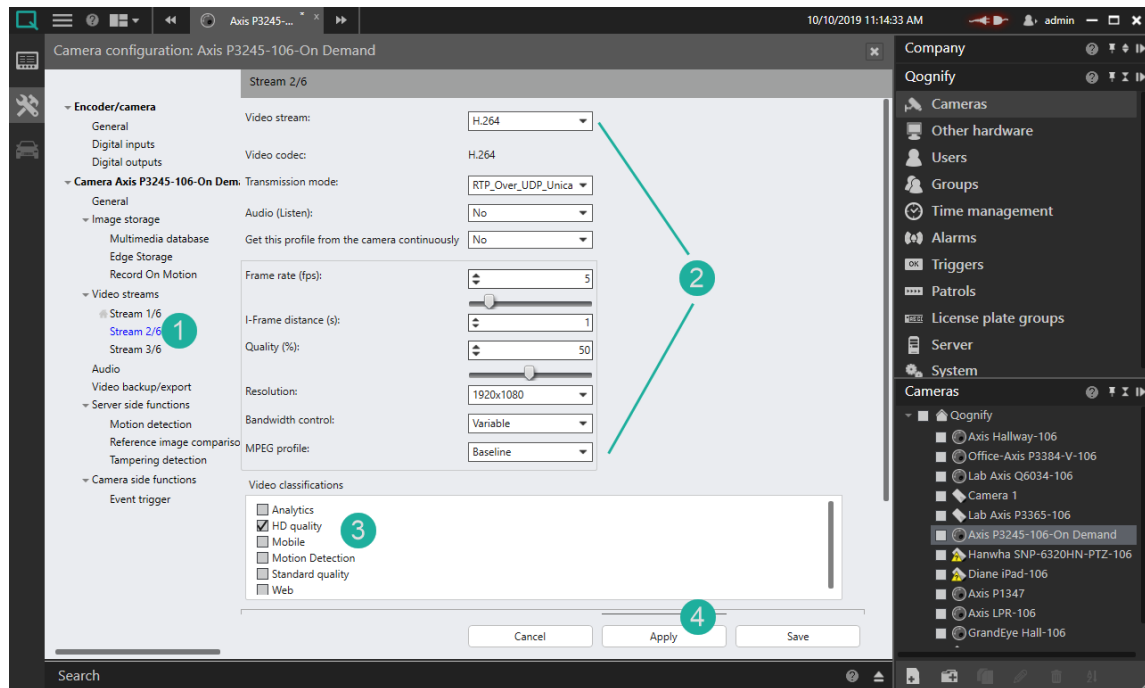 Axis P3245-...
10/10/2019 11:14:33 AM
admin
Camera configuration: Axis P3245-106-On Demand
Stream 2/6
Encoder/camera
General
Digital inputs
Digital outputs
Camera Axis P3245-106-On Dem
General
Image storage
Multimedia database
Edge Storage
Record On Motion
Video streams
Stream 1/6
Stream 2/6
Stream 3/6
Audio
Video backup/export
Server side functions
Motion detection
Reference image compariso
Tampering detection
Camera side functions
Event trigger
1
Video stream:
H.264
Video codec:
H.264
Transmission mode:
RTP_Over_UDP_Unica
Audio (Listen):
No
Get this profile from the camera continuously
No
Frame rate (fps):
5
I-Frame distance (s):
1
Quality (%):
50
Resolution:
1920x1080
Bandwidth control:
Variable
MPEG profile:
Baseline
2
Video classifications
Analytics
HD quality
Mobile
Motion Detection
Standard quality
Web
3
4
Cancel
Apply
Save
Search
Company
Qognify
Cameras
Other hardware
Users
Groups
Time management
Alarms
OK
Triggers
Patrols
License plate groups
Server
System
Cameras
Qognify
Axis Hallway-106
Office-Axis P3384-V-106
Lab Axis Q6034-106
Camera 1
Lab Axis P3365-106
Axis P3245-106-On Demand
Hanwha SNP-6320HN-PTZ-106
Diane iPad-106
Axis P1347
Axis LPR-106
GrandEye Hall-106